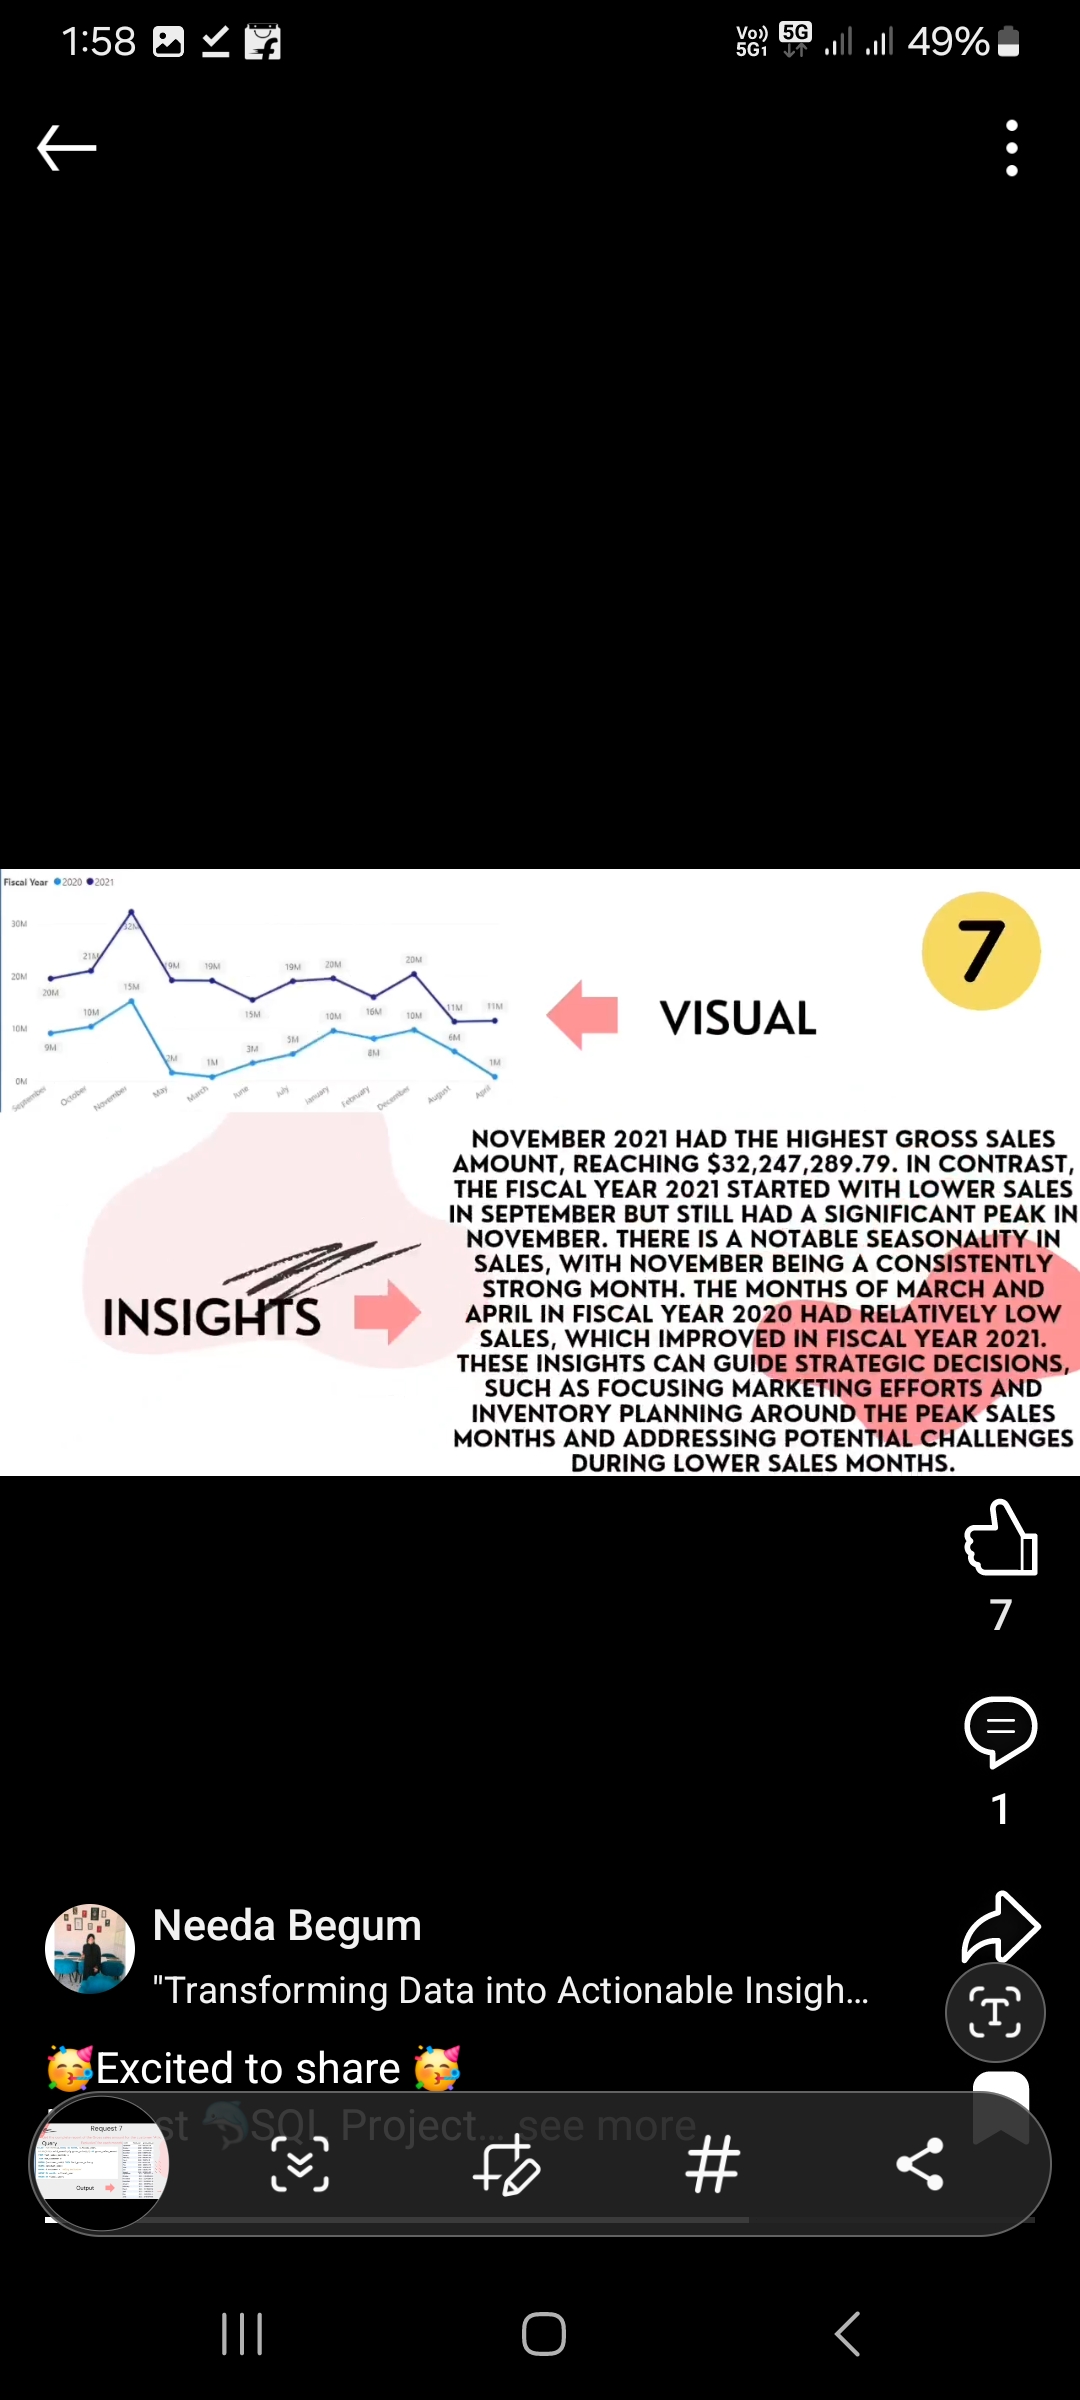 1:58
Vo))
5G1
5G
49%
Fiscal Year 2020 2021
30M
20M
10M
0M
20M
21M
32M
19M
19M
15M
19M
20M
16M
20M
11M
11M
9M
10M
15M
2M
1M
3M
5M
10M
8M
10M
6M
1M
September
October
November
May
March
June
July
January
February
December
August
April
7
VISUAL
INSIGHTS
NOVEMBER 2021 HAD THE HIGHEST GROSS SALES
AMOUNT, REACHING $32,247,289.79. IN CONTRAST,
THE FISCAL YEAR 2021 STARTED WITH LOWER SALES
IN SEPTEMBER BUT STILL HAD A SIGNIFICANT PEAK IN
NOVEMBER. THERE IS A NOTABLE SEASONALITY IN
SALES, WITH NOVEMBER BEING A CONSISTENTLY
STRONG MONTH. THE MONTHS OF MARCH AND
APRIL IN FISCAL YEAR 2020 HAD RELATIVELY LOW
SALES, WHICH IMPROVED IN FISCAL YEAR 2021.
THESE INSIGHTS CAN GUIDE STRATEGIC DECISIONS,
SUCH AS FOCUSING MARKETING EFFORTS AND
INVENTORY PLANNING AROUND THE PEAK SALES
MONTHS AND ADDRESSING POTENTIAL CHALLENGES
DURING LOWER SALES MONTHS.
7
1
Needa Begum
"Transforming Data into Actionable Insigh...
🥳Excited to share 🥳
st 🐬SQL Project... see more
Request 7
Query
Output